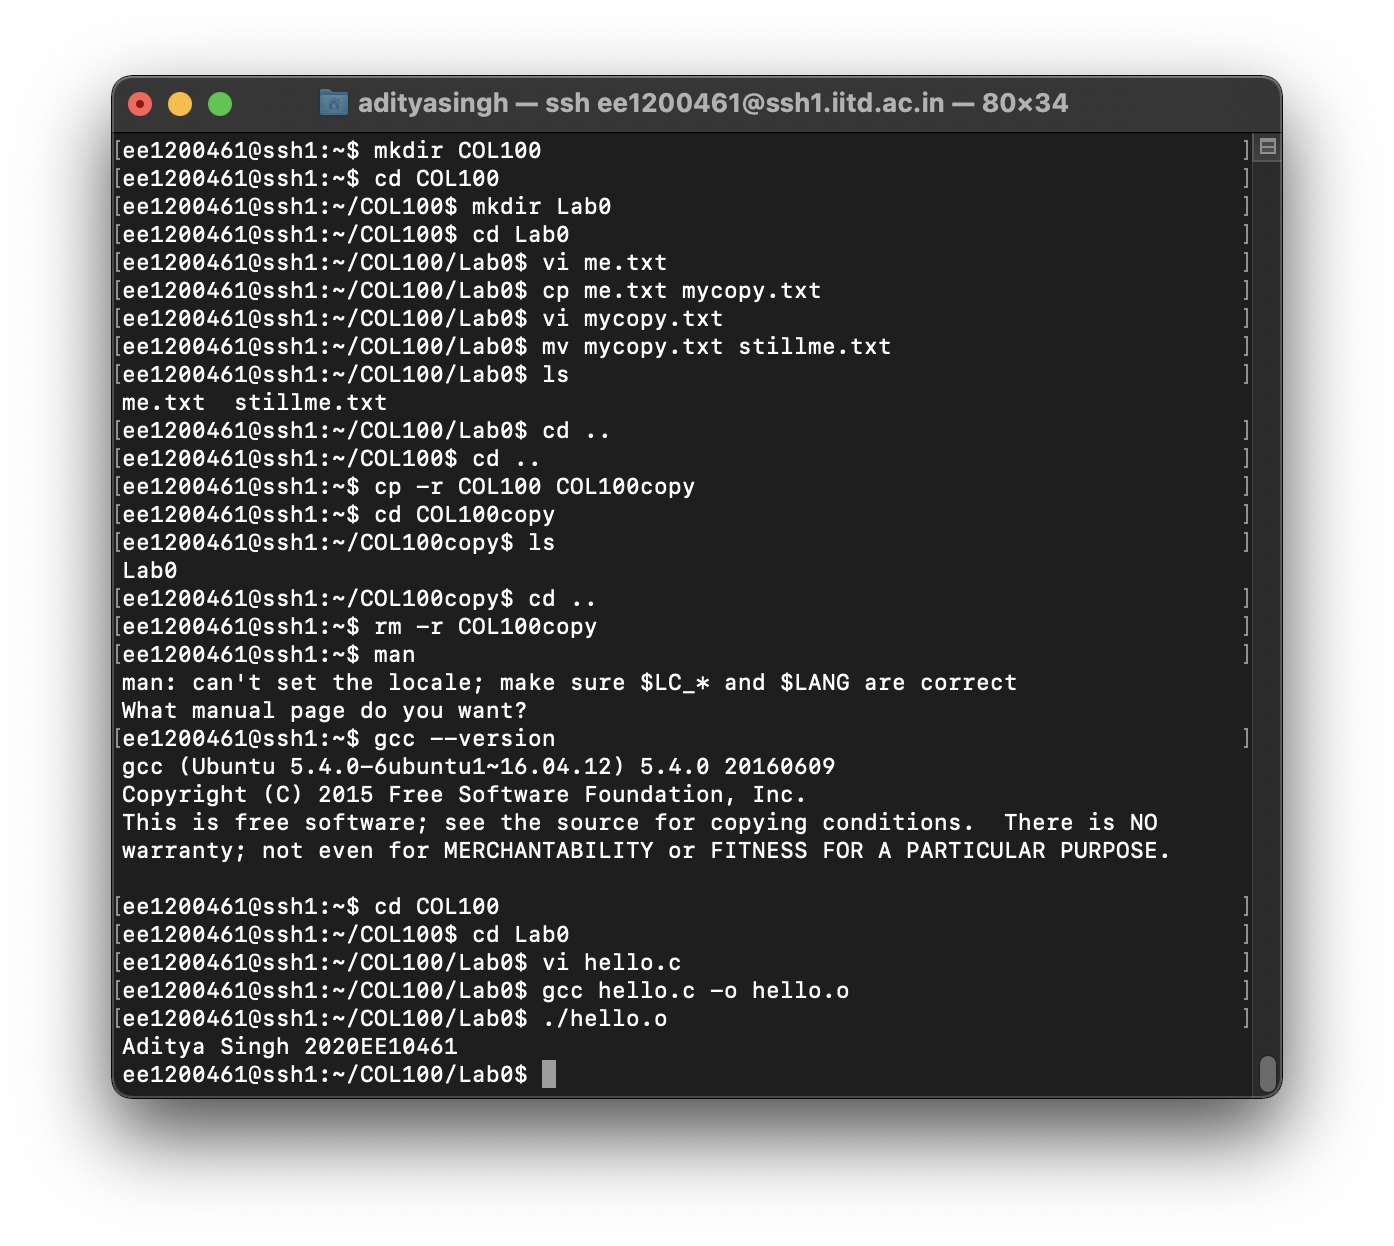 adityasingh — ssh ee1200461@ssh1.iitd.ac.in — 80×34
[ee1200461@ssh1:~$ mkdir COL100 ]
[ee1200461@ssh1:~$ cd COL100 ]
[ee1200461@ssh1:~/COL100$ mkdir Lab0 ]
[ee1200461@ssh1:~/COL100$ cd Lab0 ]
[ee1200461@ssh1:~/COL100/Lab0$ vi me.txt ]
[ee1200461@ssh1:~/COL100/Lab0$ cp me.txt mycopy.txt ]
[ee1200461@ssh1:~/COL100/Lab0$ vi mycopy.txt ]
[ee1200461@ssh1:~/COL100/Lab0$ mv mycopy.txt stillme.txt ]
[ee1200461@ssh1:~/COL100/Lab0$ ls ]
me.txt  stillme.txt
[ee1200461@ssh1:~/COL100/Lab0$ cd .. ]
[ee1200461@ssh1:~/COL100$ cd .. ]
[ee1200461@ssh1:~$ cp -r COL100 COL100copy ]
[ee1200461@ssh1:~$ cd COL100copy ]
[ee1200461@ssh1:~/COL100copy$ ls ]
Lab0
[ee1200461@ssh1:~/COL100copy$ cd .. ]
[ee1200461@ssh1:~$ rm -r COL100copy ]
[ee1200461@ssh1:~$ man ]
man: can't set the locale; make sure $LC_* and $LANG are correct
What manual page do you want?
[ee1200461@ssh1:~$ gcc --version ]
gcc (Ubuntu 5.4.0-6ubuntu1~16.04.12) 5.4.0 20160609
Copyright (C) 2015 Free Software Foundation, Inc.
This is free software; see the source for copying conditions.  There is NO
warranty; not even for MERCHANTABILITY or FITNESS FOR A PARTICULAR PURPOSE.
[ee1200461@ssh1:~$ cd COL100 ]
[ee1200461@ssh1:~/COL100$ cd Lab0 ]
[ee1200461@ssh1:~/COL100/Lab0$ vi hello.c ]
[ee1200461@ssh1:~/COL100/Lab0$ gcc hello.c -o hello.o ]
[ee1200461@ssh1:~/COL100/Lab0$ ./hello.o ]
Aditya Singh 2020EE10461
ee1200461@ssh1:~/COL100/Lab0$